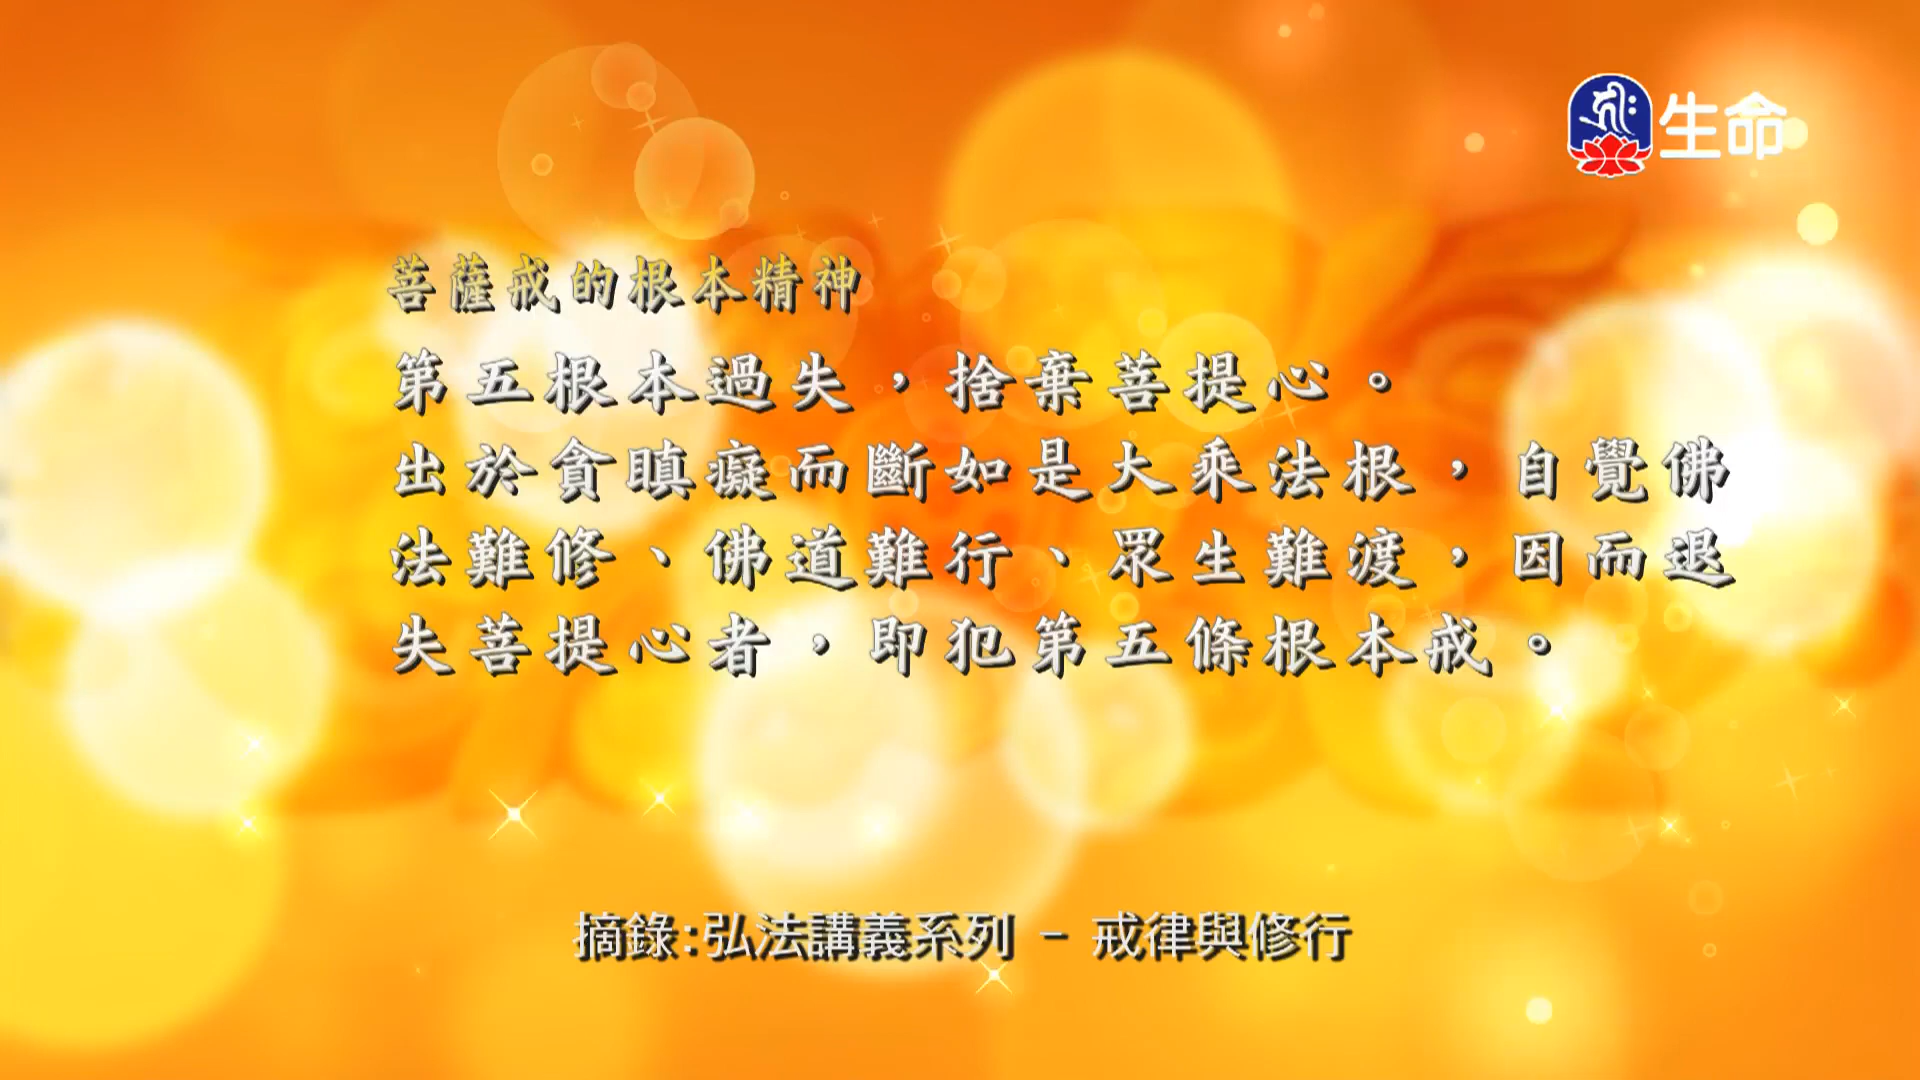 生命
菩薩戒的根本精神
第五根本過失，捨棄菩提心。
出於貪瞋癡而斷如是大乘法根，自覺佛
法難修、佛道難行、眾生難渡，因而退
失菩提心者，即犯第五條根本戒。
摘錄:弘法講義系列 - 戒律與修行